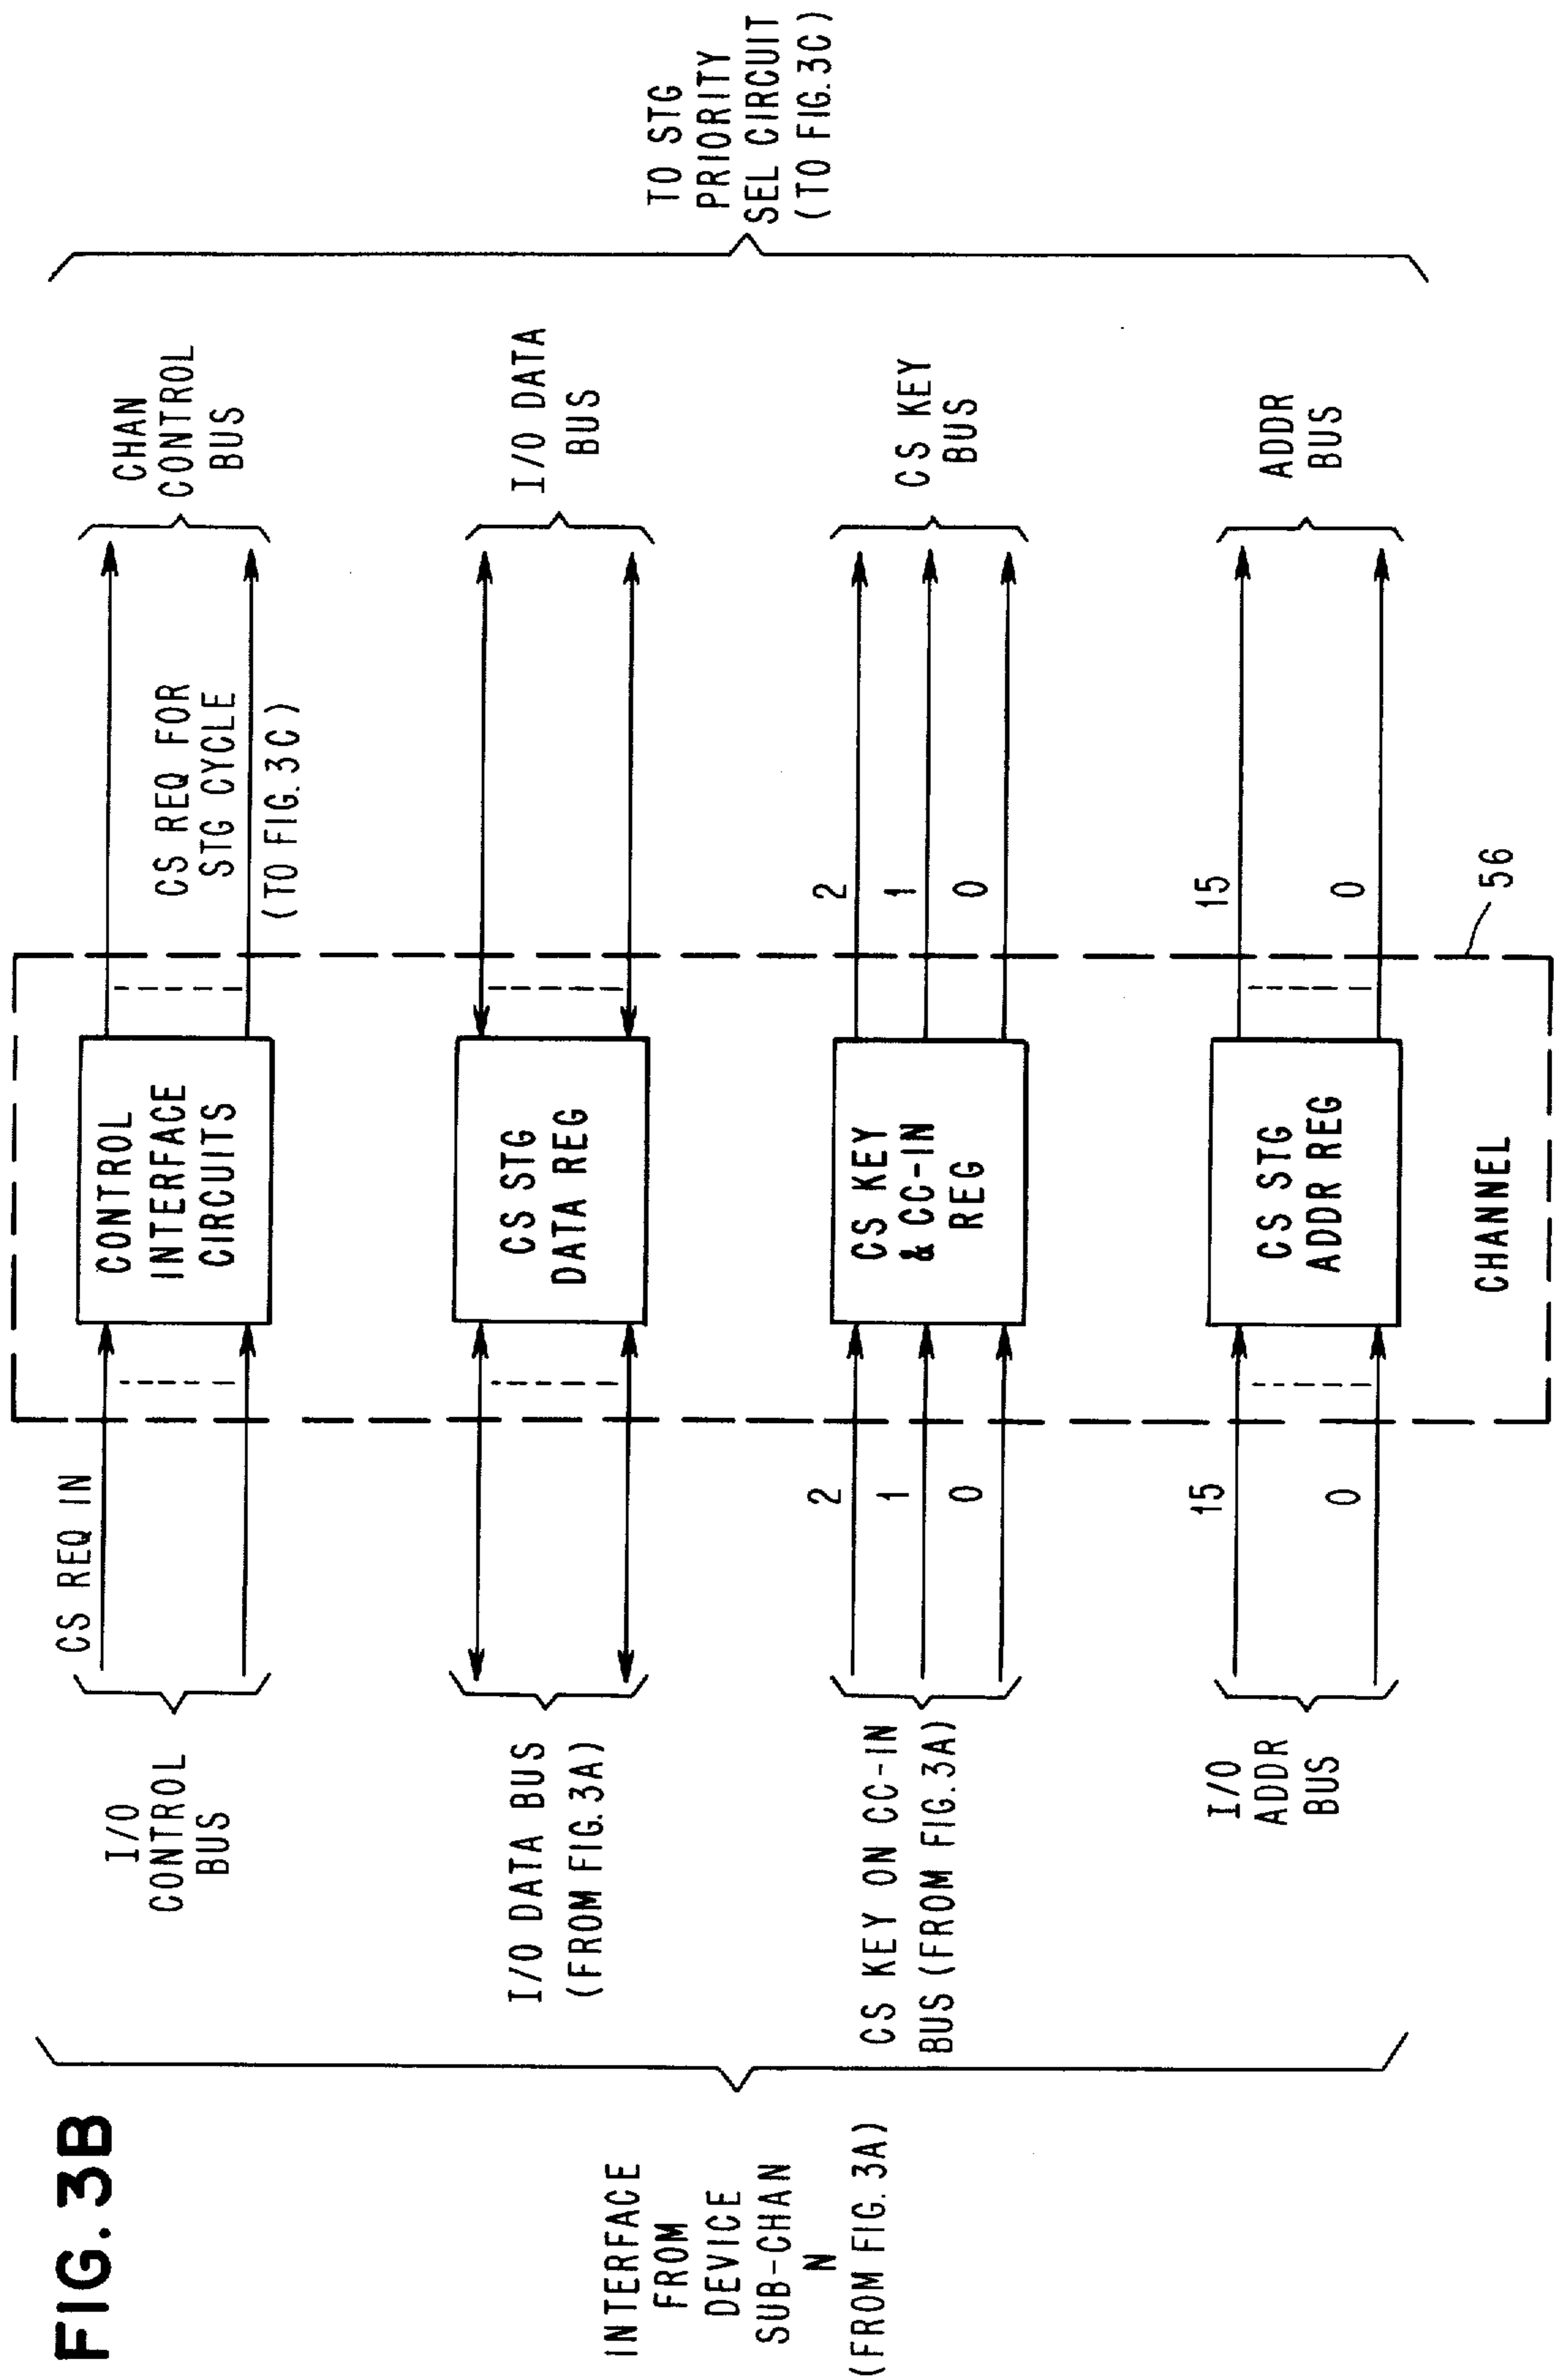 FIG. 3B
INTERFACE
FROM
DEVICE
SUB-CHAN
N
(FROM FIG. 3A)
I/O
CONTROL
BUS
I/O DATA BUS
(FROM FIG. 3A)
CS KEY ON CC-IN
BUS (FROM FIG. 3A)
I/O
ADDR
BUS
CS REQ IN
2
1
0
15
0
CONTROL
INTERFACE
CIRCUITS
CS STG
DATA REG
CS KEY
& CC-IN
REG
CS STG
ADDR REG
CHANNEL
56
CS REQ FOR
STG CYCLE
(TO FIG. 3C)
2
1
0
15
0
CHAN
CONTROL
BUS
I/O DATA
BUS
CS KEY
BUS
ADDR
BUS
TO STG
PRIORITY
SEL CIRCUIT
(TO FIG. 3C)